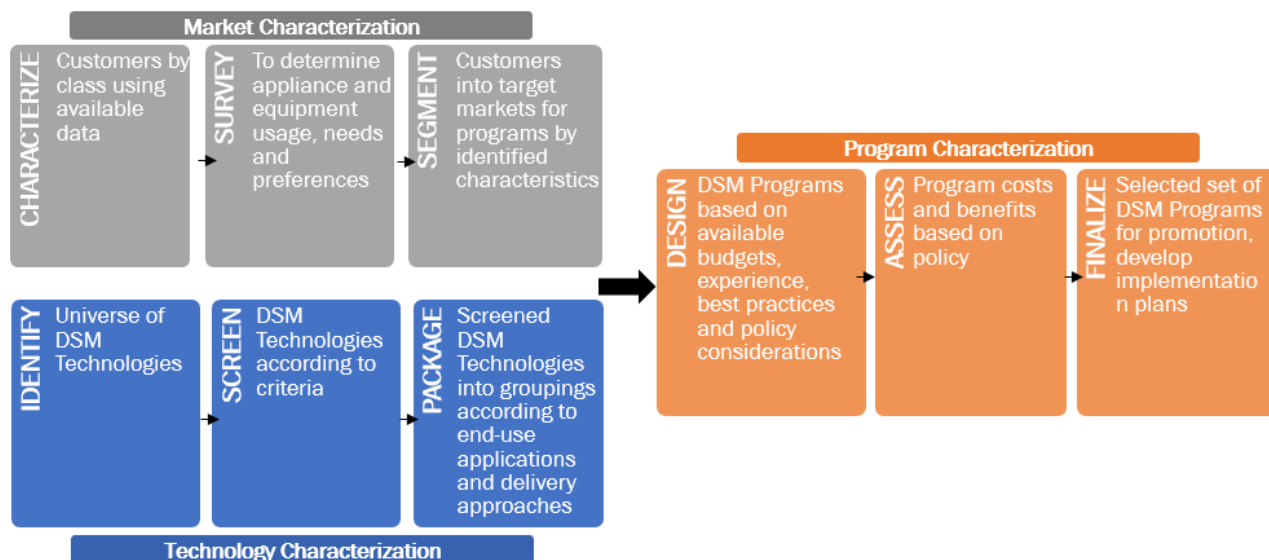 Market Characterization
CHARACTERIZE
Customers by
class using
available
data
SURVEY
To determine
appliance and
equipment
usage, needs
and
preferences
SEGMENT
Customers
into target
markets for
programs by
identified
characteristics
IDENTIFY
Universe of
DSM
Technologies
SCREEN
DSM
Technologies
according to
criteria
PACKAGE
Screened
DSM
Technologies
into groupings
according to
end-use
applications
and delivery
approaches
Technology Characterization
Program Characterization
DESIGN
DSM Programs
based on
available
budgets,
experience,
best practices
and policy
considerations
ASSESS
Program costs
and benefits
based on
policy
FINALIZE
Selected set of
DSM Programs
for promotion,
develop
implementatio
n plans